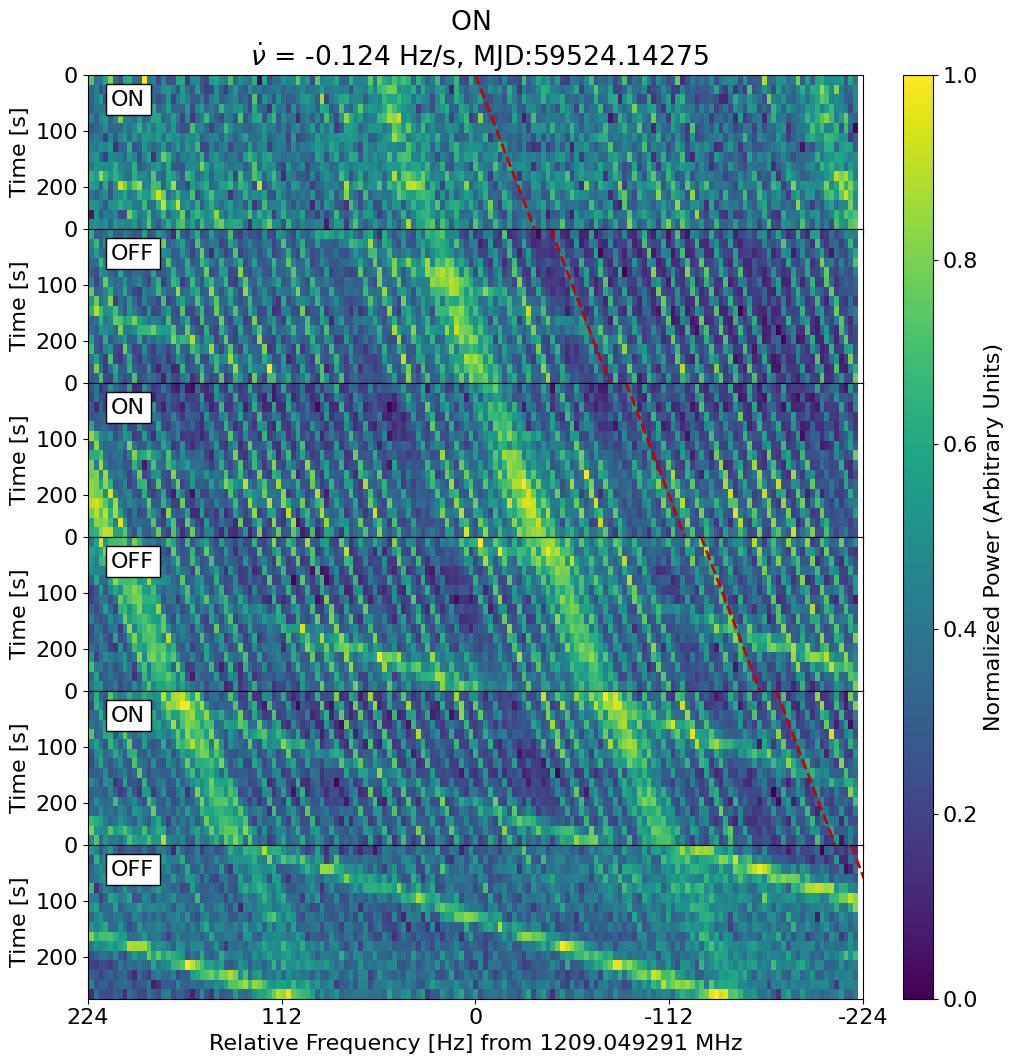 ON
ν̇ = -0.124 Hz/s, MJD:59524.14275
0
ON
100
200
Time [s]
0
OFF
100
200
Time [s]
0
ON
100
200
Time [s]
0
OFF
100
200
Time [s]
0
ON
100
200
Time [s]
0
OFF
100
200
Time [s]
224 112 0 -112 -224
Relative Frequency [Hz] from 1209.049291 MHz
1.0
0.8
0.6
0.4
0.2
0.0
Normalized Power (Arbitrary Units)